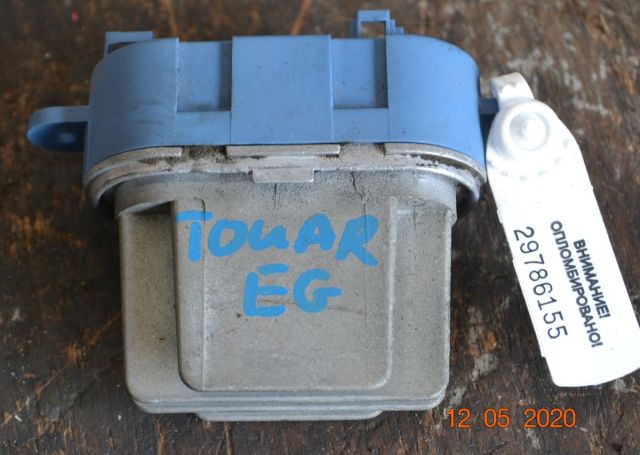 TOUAR
EG
ВНИМАНИЕ!
ОПЛОМБИРОВАНО!
29786155
12 05 2020